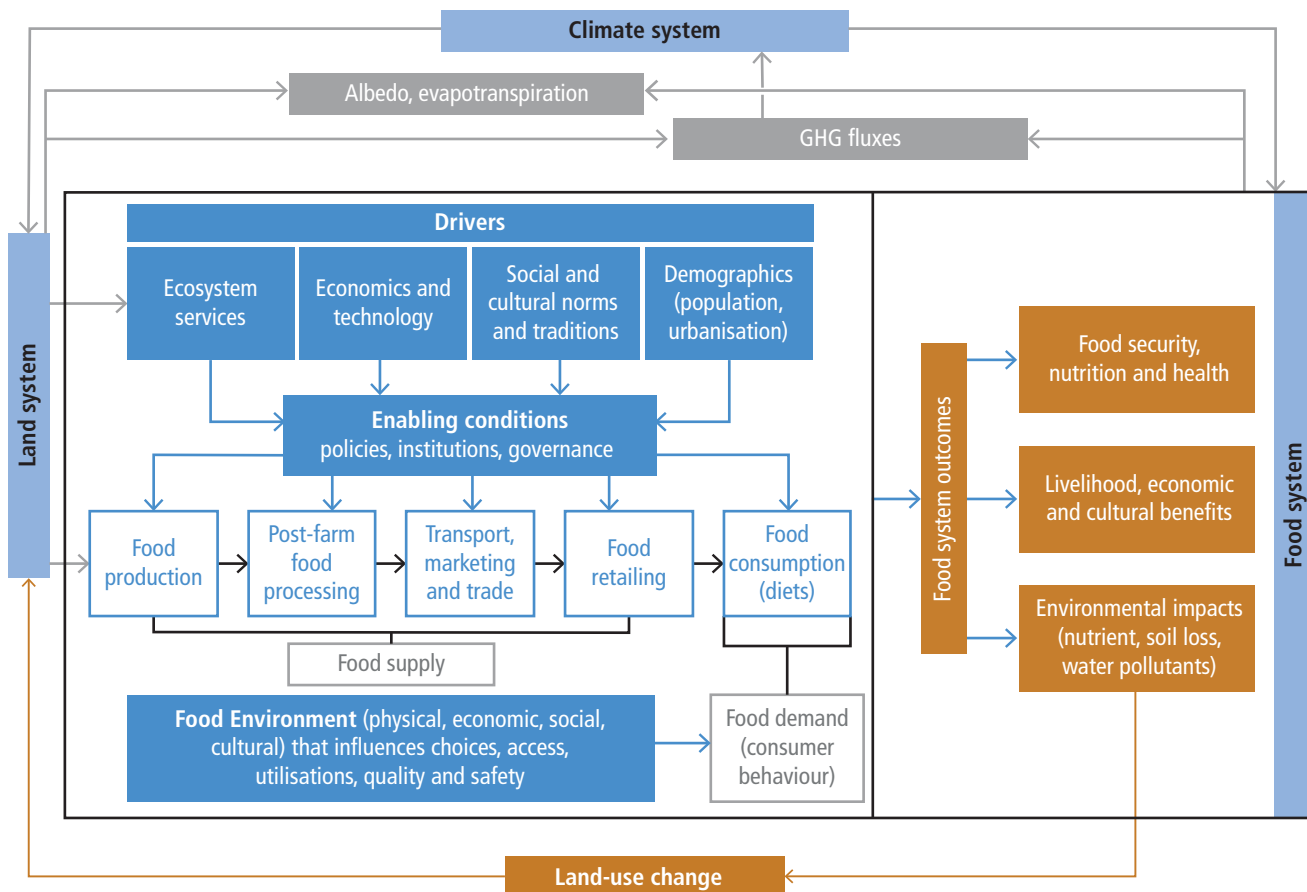 Climate system
Albedo, evapotranspiration
GHG fluxes
Land system
Drivers
Ecosystem
services
Economics and
technology
Social and
cultural norms
and traditions
Demographics
(population,
urbanisation)
Enabling conditions
policies, institutions, governance
Food
production
Post-farm
food
processing
Transport,
marketing
and trade
Food
retailing
Food
consumption
(diets)
Food supply
Food Environment (physical, economic, social,
cultural) that influences choices, access,
utilisations, quality and safety
Food demand
(consumer
behaviour)
Food system outcomes
Food security,
nutrition and health
Livelihood, economic
and cultural benefits
Environmental impacts
(nutrient, soil loss,
water pollutants)
Food system
Land-use change